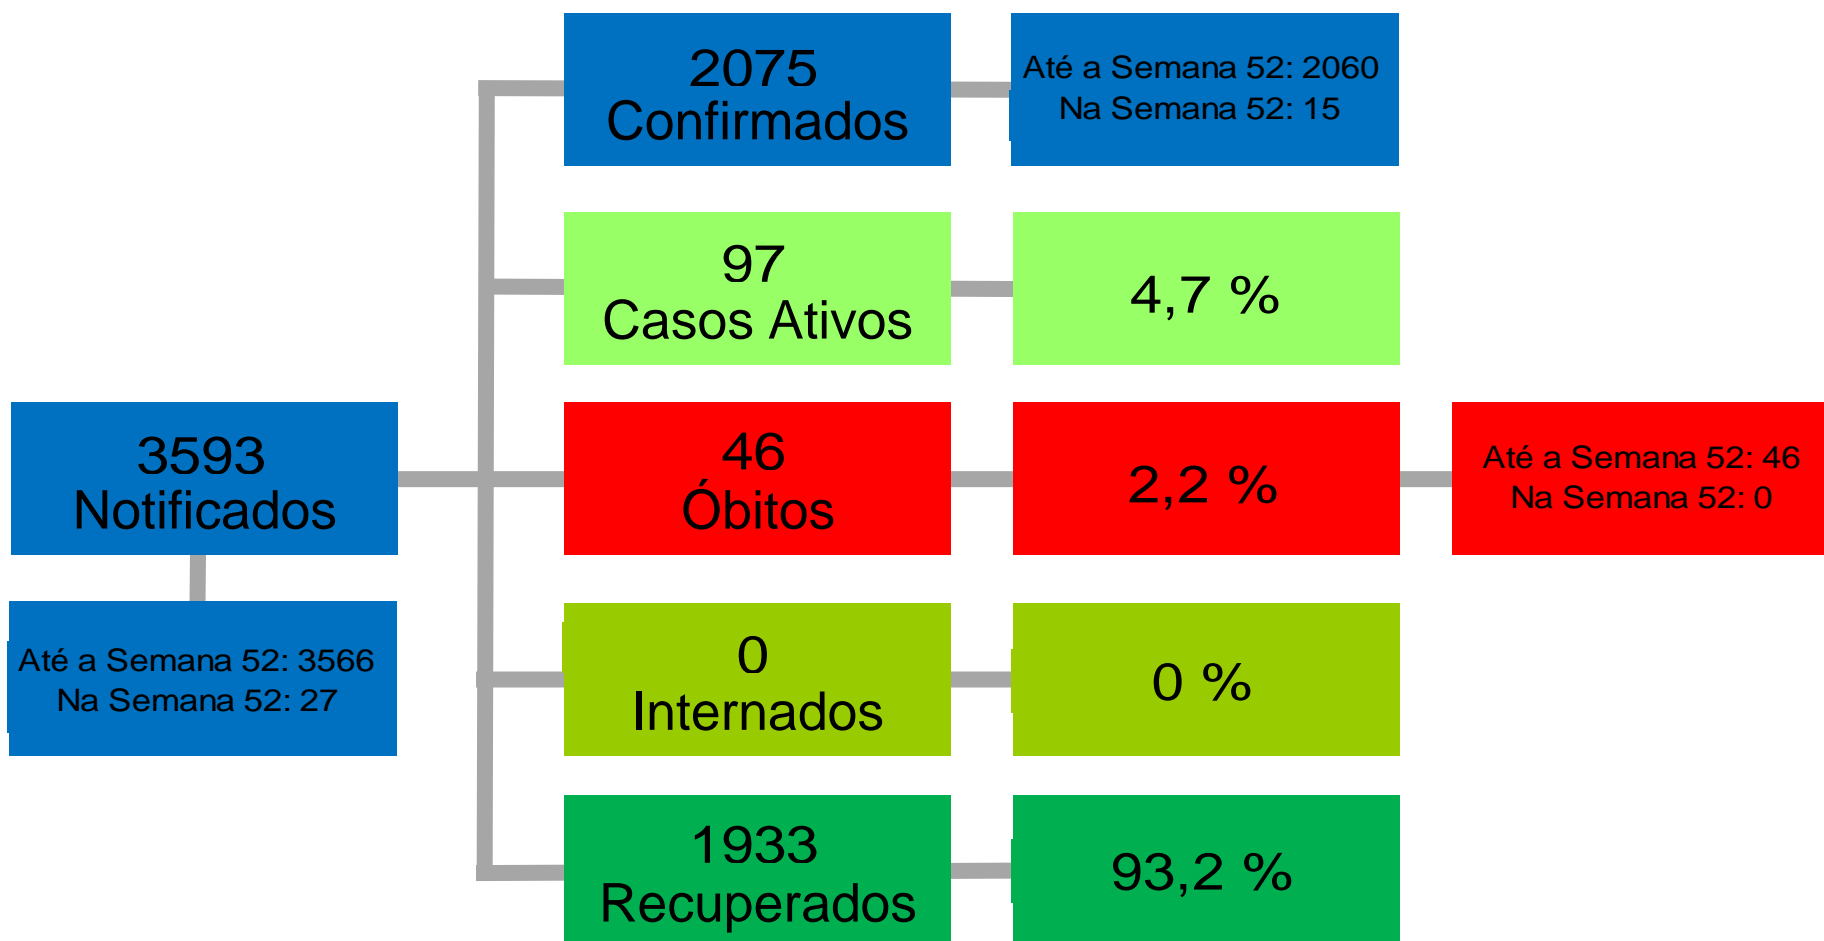 2075
Confirmados
Até a Semana 52: 2060
Na Semana 52: 15
97
Casos Ativos
4,7 %
3593
Notificados
46
Óbitos
2,2 %
Até a Semana 52: 46
Na Semana 52: 0
Até a Semana 52: 3566
Na Semana 52: 27
0
Internados
0 %
1933
Recuperados
93,2 %